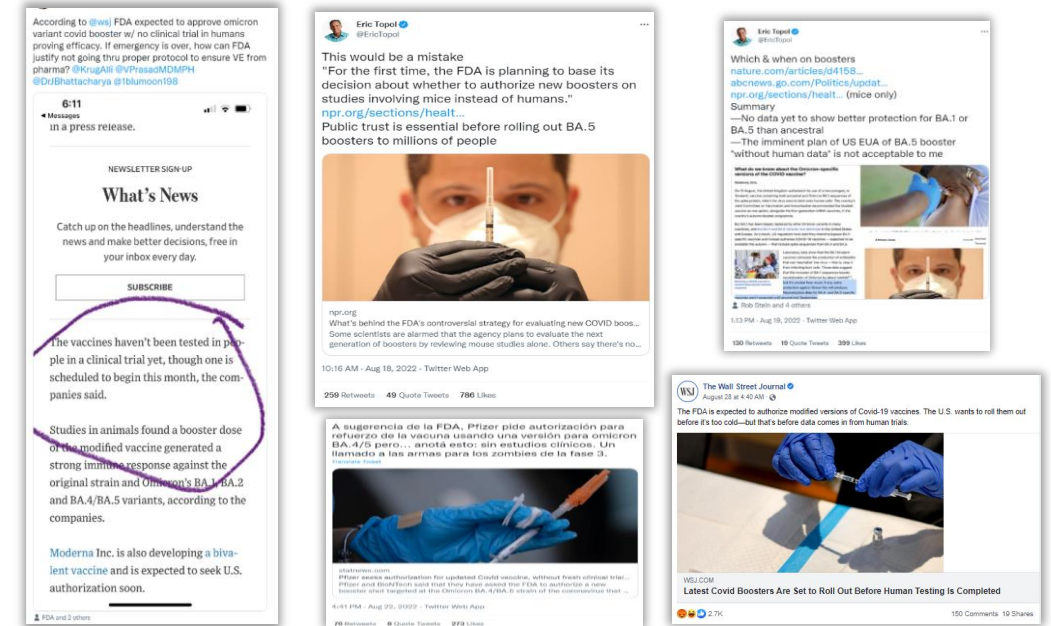 According to @wsj FDA expected to approve omicron
variant covid booster w/ no clinical trial in humans
proving efficacy. If emergency is over, how can FDA
justify not going thru proper protocol to ensure VE from
pharma? @KrugAlli @VPrasadMDMPH
@DrJBhattacharya @1blumoon198
6:11
Messages
in a press release.
NEWSLETTER SIGN-UP
What's News
Catch up on the headlines, understand the
news and make better decisions, free in
your inbox every day.
SUBSCRIBE
The vaccines haven't been tested in peo-
ple in a clinical trial yet, though one is
scheduled to begin this month, the com-
panies said.
Studies in animals found a booster dose
of the modified vaccine generated a
strong immune response against the
original strain and Omicron's BA.1, BA.2
and BA.4/BA.5 variants, according to the
companies.
Moderna Inc. is also developing a biva-
lent vaccine and is expected to seek U.S.
authorization soon.
FDA and 2 others
Eric Topol
@EricTopol
This would be a mistake
"For the first time, the FDA is planning to base its
decision about whether to authorize new boosters on
studies involving mice instead of humans."
npr.org/sections/healt...
Public trust is essential before rolling out BA.5
boosters to millions of people
npr.org
What's behind the FDA's controversial strategy for evaluating new COVID boos...
Some scientists are alarmed that the agency plans to evaluate the next
generation of boosters by reviewing mouse studies alone. Others say there's no...
10:16 AM · Aug 18, 2022 · Twitter Web App
259 Retweets 49 Quote Tweets 786 Likes
A sugerencia de la FDA, Pfizer pide autorización para
refuerzo de la vacuna usando una versión para omicron
BA.4/5 pero... anotá esto: sin estudios clínicos. Un
llamado a las armas para los zombies de la fase 3.
Translate Tweet
statnews.com
Pfizer seeks authorization for updated Covid vaccine, without fresh clinical trial...
Pfizer and BioNTech said that they have asked the FDA to authorize a new
booster shot targeted at the Omicron BA.4/BA.5 strain of the coronavirus that ...
4:41 PM · Aug 22, 2022 · Twitter Web App
78 Retweets 8 Quote Tweets 273 Likes
Eric Topol
@EricTopol
Which & when on boosters
nature.com/articles/d4158...
abcnews.go.com/Politics/updat...
npr.org/sections/healt... (mice only)
Summary
—No data yet to show better protection for BA.1 or
BA.5 than ancestral
—The imminent plan of US EUA of BA.5 booster
"without human data" is not acceptable to me
What do we know about the Omicron-specific
versions of the COVID vaccine?
Rob Stein and 4 others
1:13 PM · Aug 19, 2022 · Twitter Web App
130 Retweets 19 Quote Tweets 399 Likes
WSJ
The Wall Street Journal
August 28 at 4:40 AM
The FDA is expected to authorize modified versions of Covid-19 vaccines. The U.S. wants to roll them out
before it's too cold—but that's before data comes in from human trials.
WSJ.COM
Latest Covid Boosters Are Set to Roll Out Before Human Testing Is Completed
2.7K
150 Comments 19 Shares